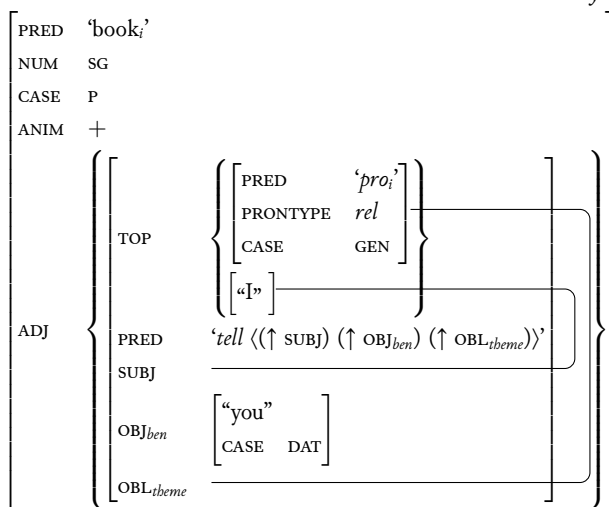 PRED ‘book𝑖’
NUM SG
CASE P
ANIM +
PRED ‘pro𝑖’
PRONTYPE rel
TOP
CASE GEN
[“I”]
ADJ
PRED ‘tell ⟨(↑ SUBJ) (↑ OBJben) (↑ OBLtheme)⟩’
SUBJ
“you”
OBJben
CASE DAT
OBLtheme